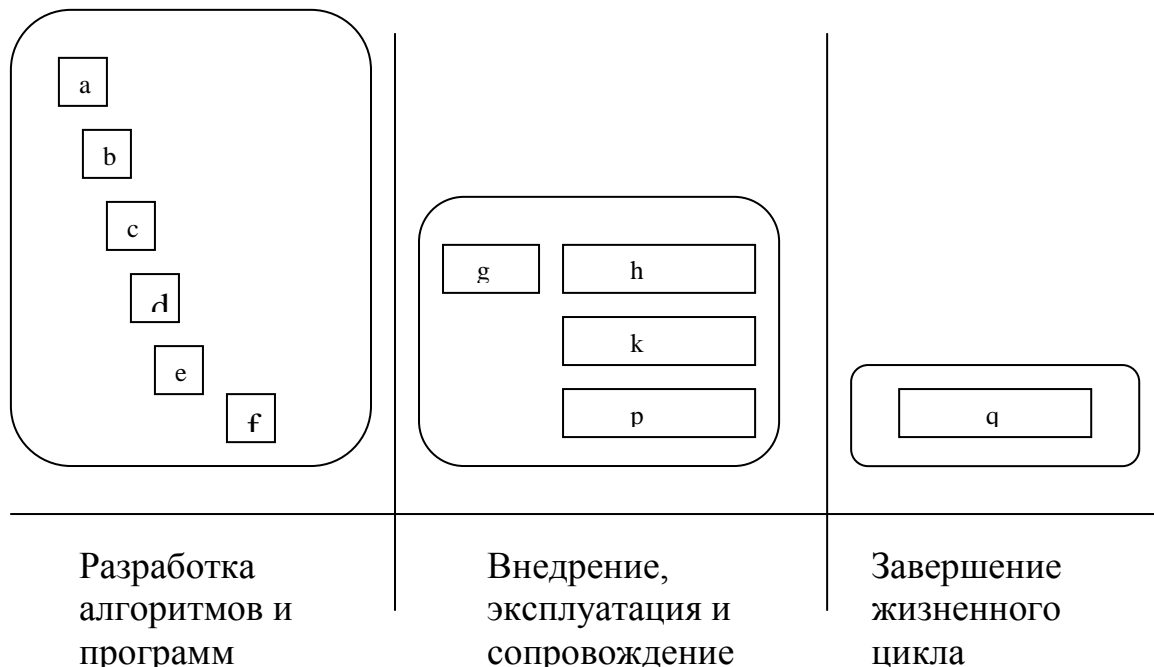 a
b
c
d
e
f
g
h
k
p
q
Разработка
алгоритмов и
программ
Внедрение,
эксплуатация и
сопровождение
Завершение
жизненного
цикла